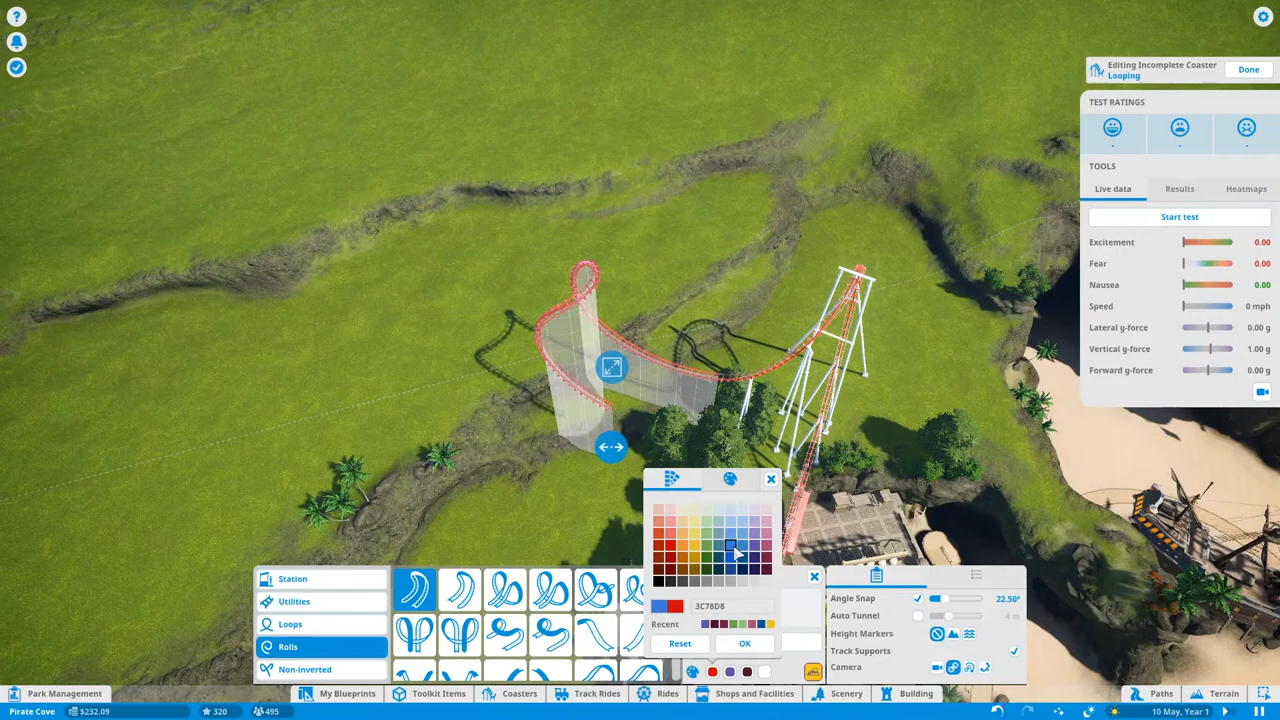 ?
Editing Incomplete Coaster
Looping
Done
TEST RATINGS
- - -
TOOLS
Live data Results Heatmaps
Start test
Excitement 0.00
Fear 0.00
Nausea 0.00
Speed 0 mph
Lateral g-force 0.00 g
Vertical g-force 1.00 g
Forward g-force 0.00 g
Station
Utilities
Loops
Rolls
Non-inverted
3C78D8
Recent
Reset OK
Angle Snap 22.50°
Auto Tunnel 4 m
Height Markers
Track Supports
Camera
Park Management My Blueprints Toolkit Items Coasters Track Rides Rides Shops and Facilities Scenery Building Paths Terrain
Pirate Cove $232.09 320 495 10 May, Year 1